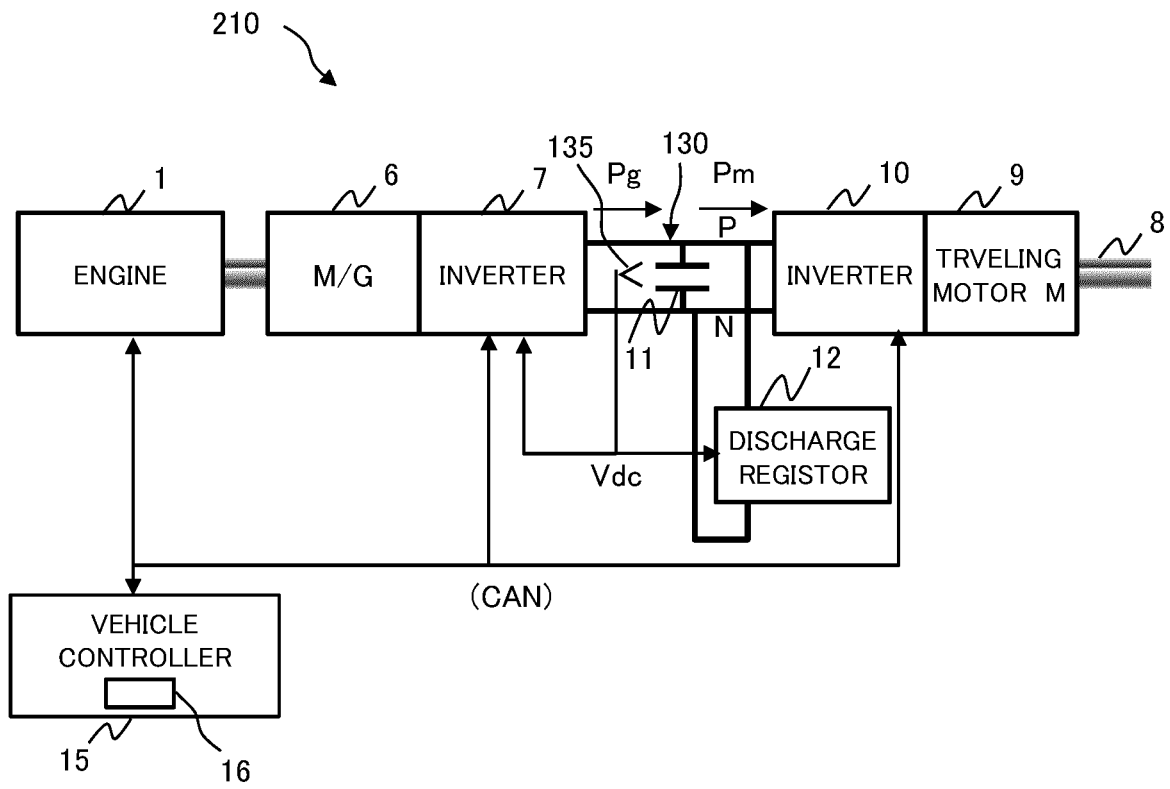 210
135
130
1
6
7
Pg
Pm
10
9
8
P
ENGINE
M/G
INVERTER
INVERTER
TRVELING
MOTOR M
11
N
12
DISCHARGE
REGISTOR
Vdc
(CAN)
VEHICLE
CONTROLLER
15
16